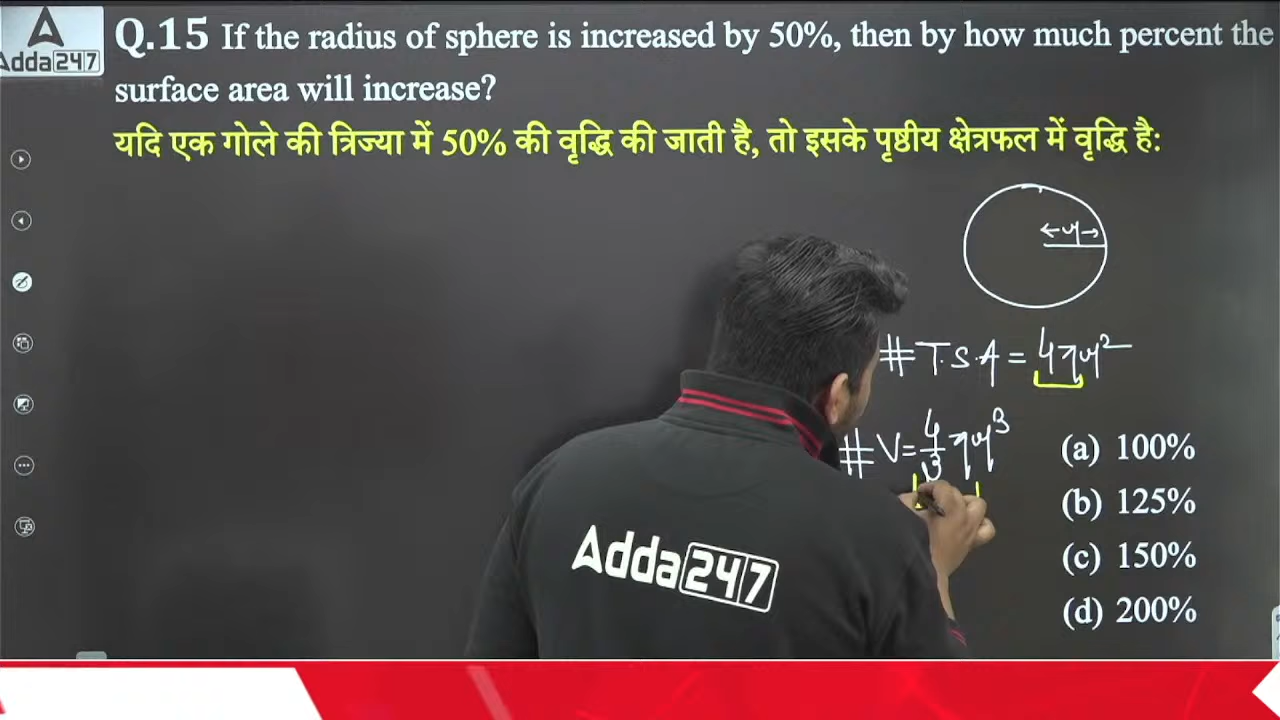 Adda247
Q.15 If the radius of sphere is increased by 50%, then by how much percent the
surface area will increase?
यदि एक गोले की त्रिज्या में 50% की वृद्धि की जाती है, तो इसके पृष्ठीय क्षेत्रफल में वृद्धि है:
r
# T.S.A = 4πr²
# V = 4/3 πr³
(a) 100%
(b) 125%
(c) 150%
(d) 200%
Adda247